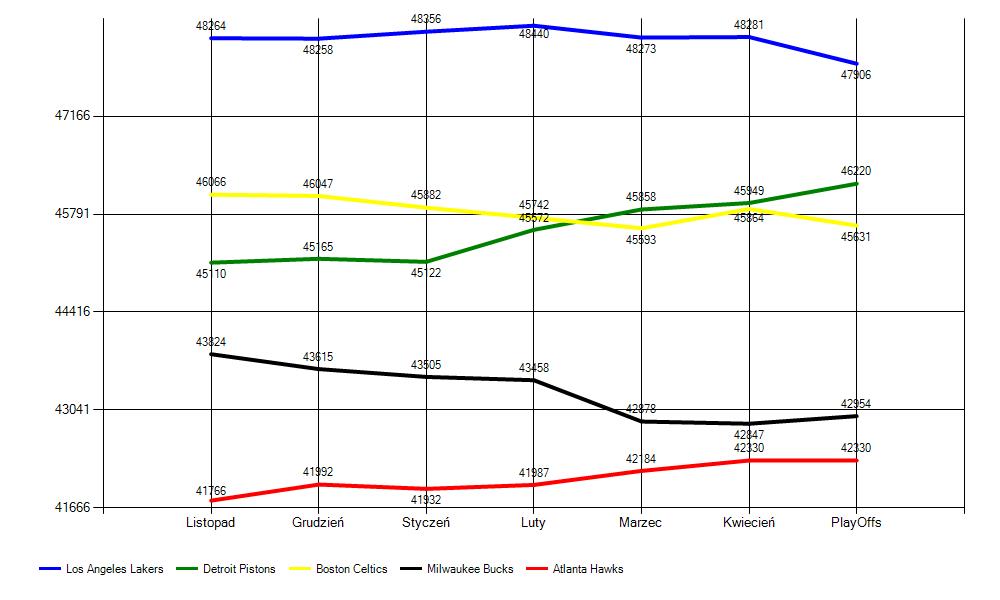 48264 48258 48356 48440 48273 48281 47906
47166
46066 46047 45882 45742 45858 45949 46220
45791
45110 45165 45122 45572 45593 45864 45631
44416
43824 43615 43505 43458 42878 42847 42954
43041
41766 41992 41932 41987 42184 42330 42330
41666
Listopad Grudzień Styczeń Luty Marzec Kwiecień PlayOffs
Los Angeles Lakers Detroit Pistons Boston Celtics Milwaukee Bucks Atlanta Hawks